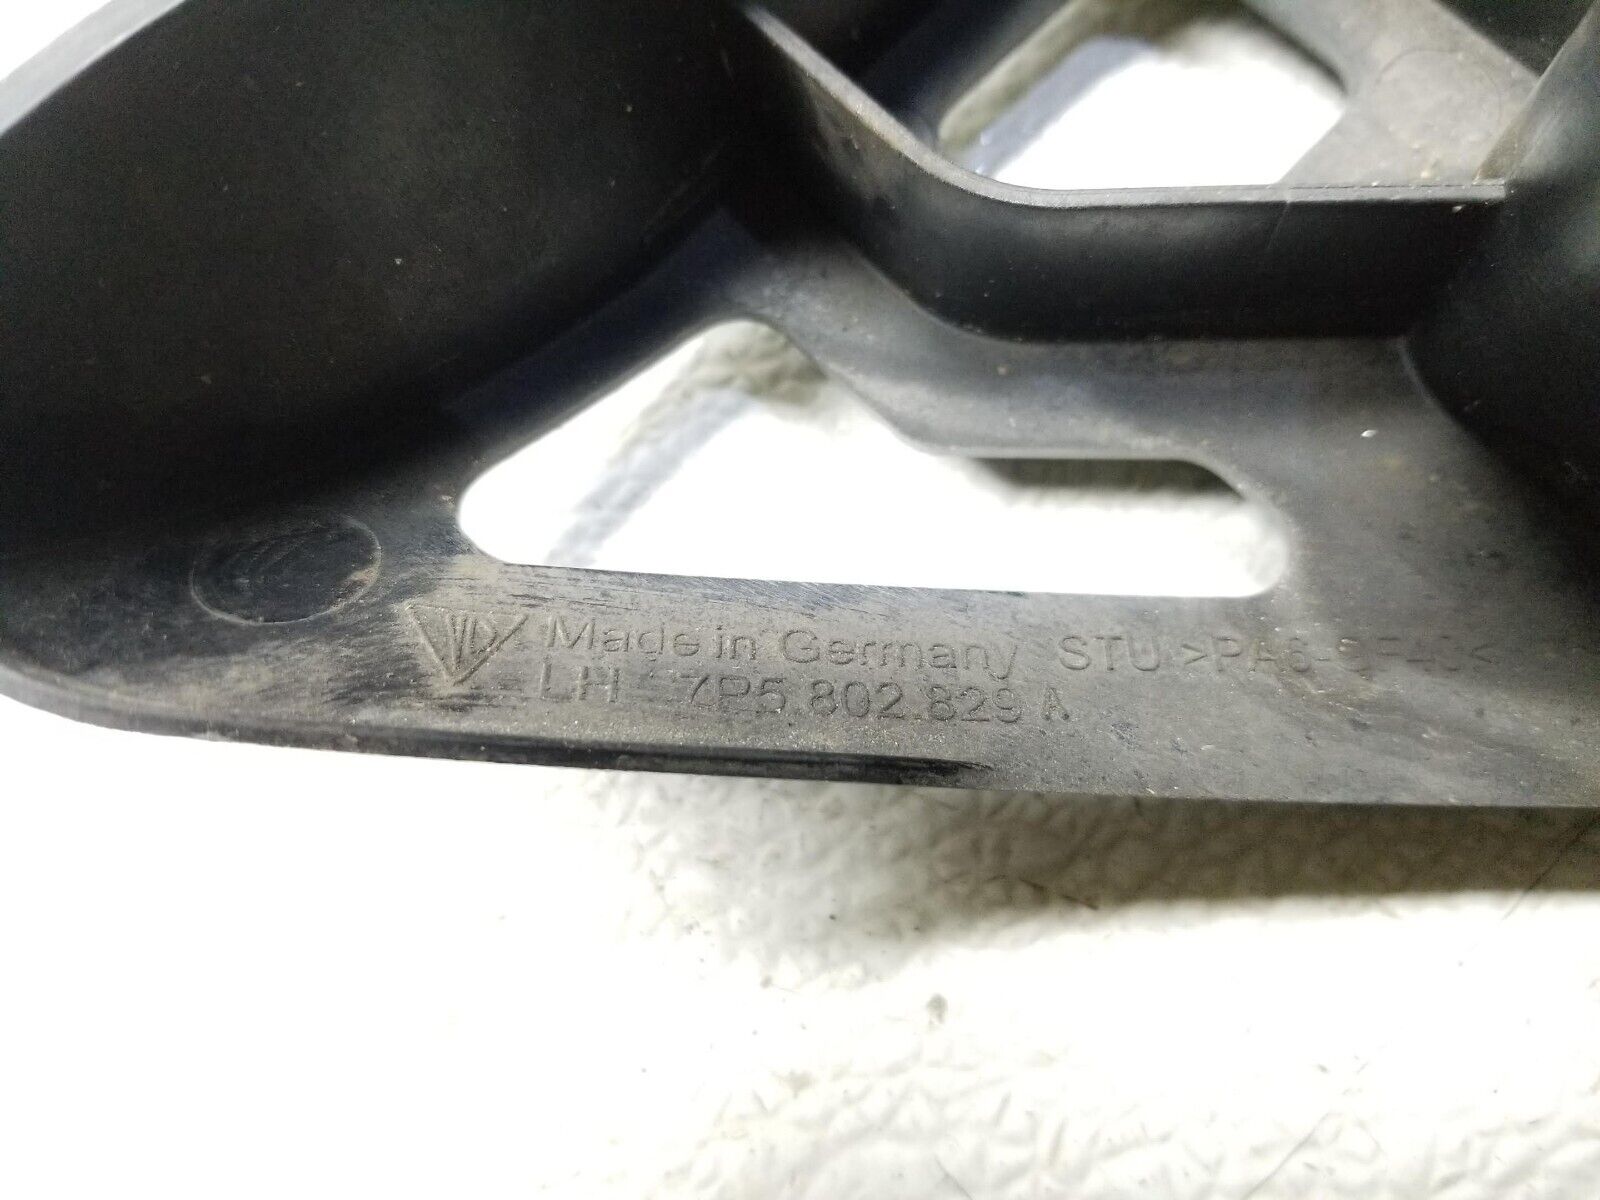 Made in Germany STU >PA6-GF40<
LH 7P5.802.829 A